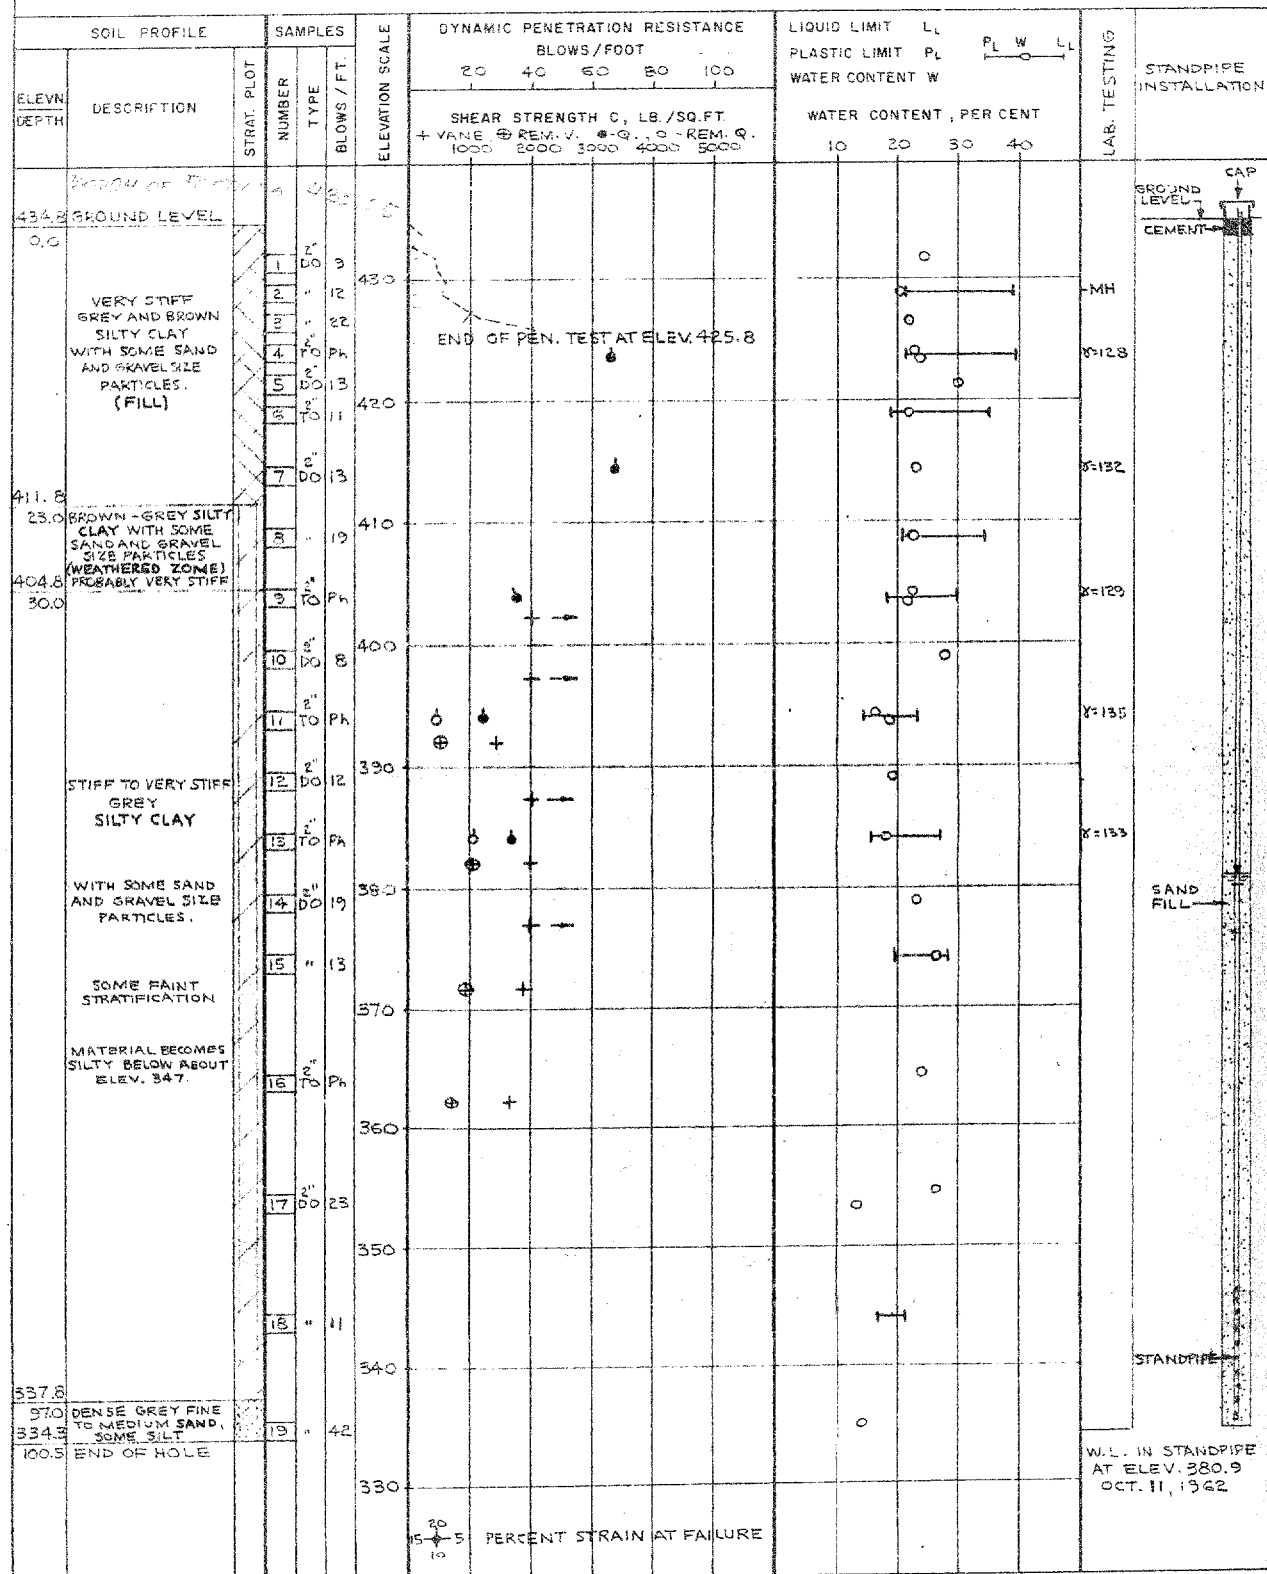 SOIL PROFILE
SAMPLES
ELEVN.
DEPTH
DESCRIPTION
STRAT. PLOT
NUMBER
TYPE
BLOWS / FT.
ELEVATION SCALE
DYNAMIC PENETRATION RESISTANCE
BLOWS/FOOT
20 40 60 80 100
SHEAR STRENGTH C, LB./SQ.FT.
+ VANE ⊕ REM. V. ●-Q. O-REM. Q.
1000 2000 3000 4000 5000
LIQUID LIMIT LL
PLASTIC LIMIT PL
WATER CONTENT W
PL W LL
WATER CONTENT, PER CENT
10 20 30 40
LAB. TESTING
STANDPIPE
INSTALLATION
434.8 GROUND LEVEL
0.0
VERY STIFF
GREY AND BROWN
SILTY CLAY
WITH SOME SAND
AND GRAVEL SIZE
PARTICLES.
(FILL)
411.8
23.0 BROWN-GREY SILTY
CLAY WITH SOME
SAND AND GRAVEL
SIZE PARTICLES
(WEATHERED ZONE)
404.8 PROBABLY VERY STIFF
30.0
STIFF TO VERY STIFF
GREY
SILTY CLAY
WITH SOME SAND
AND GRAVEL SIZE
PARTICLES.
SOME FAINT
STRATIFICATION
MATERIAL BECOMES
SILTY BELOW ABOUT
ELEV. 347.
337.8
97.0 DENSE GREY FINE
TO MEDIUM SAND,
334.3 SOME SILT
100.5 END OF HOLE
1 2" DO 9
2 " 12
3 " 22
4 2" TO Ph
5 2" DO 13
6 2" TO 11
7 2" DO 13
8 " 19
9 2" TO Ph
10 2" DO 8
11 2" TO Ph
12 2" DO 12
13 2" TO Ph
14 2" DO 19
15 " 13
16 2" TO Ph
17 2" DO 23
18 " 11
19 " 42
430
420
410
400
390
380
370
360
350
340
330
END OF PEN. TEST AT ELEV. 425.8
20
15 5 PERCENT STRAIN AT FAILURE
10
MH
γ=128
γ=132
γ=129
γ=135
γ=133
CAP
GROUND
LEVEL
CEMENT
SAND
FILL
STANDPIPE
W.L. IN STANDPIPE
AT ELEV. 380.9
OCT. 11, 1962